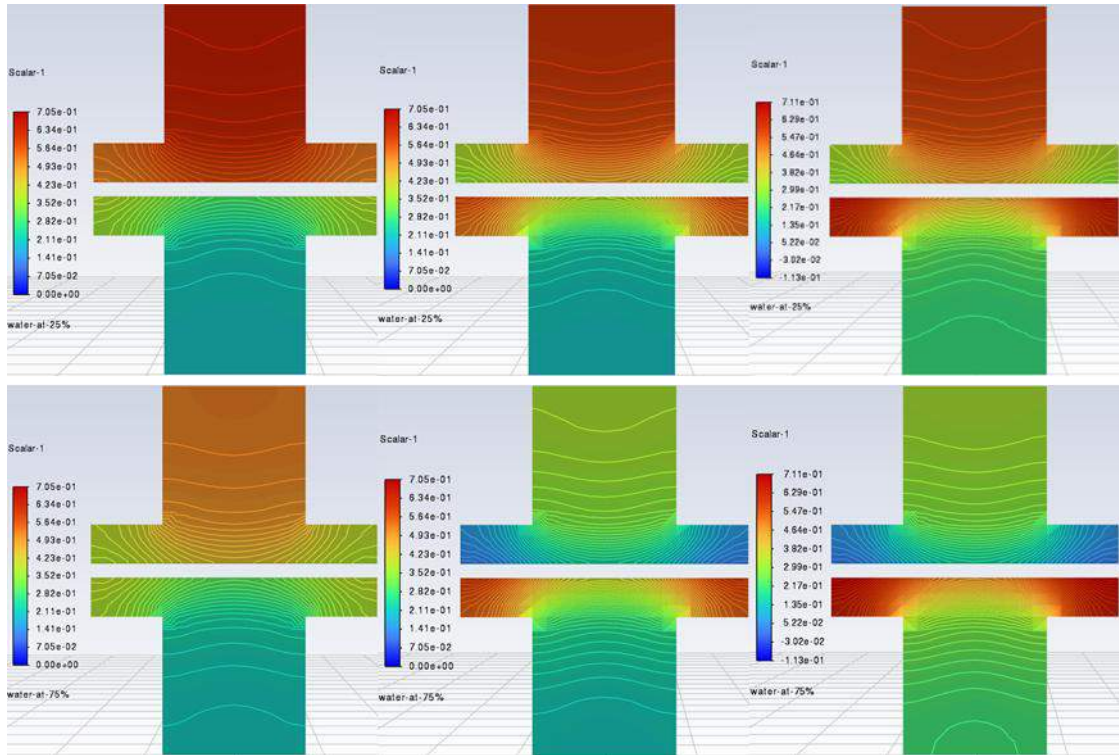 Scalar-1
7.05e-01
6.34e-01
5.64e-01
4.93e-01
4.23e-01
3.52e-01
2.82e-01
2.11e-01
1.41e-01
7.05e-02
0.00e+00
water-at-25%
Scalar-1
7.05e-01
6.34e-01
5.64e-01
4.93e-01
4.23e-01
3.52e-01
2.82e-01
2.11e-01
1.41e-01
7.05e-02
0.00e+00
water-at-25%
Scalar-1
7.11e-01
6.29e-01
5.47e-01
4.64e-01
3.82e-01
2.99e-01
2.17e-01
1.35e-01
5.22e-02
-3.02e-02
-1.13e-01
water-at-25%
Scalar-1
7.05e-01
6.34e-01
5.64e-01
4.93e-01
4.23e-01
3.52e-01
2.82e-01
2.11e-01
1.41e-01
7.05e-02
0.00e+00
water-at-75%
Scalar-1
7.05e-01
6.34e-01
5.64e-01
4.93e-01
4.23e-01
3.52e-01
2.82e-01
2.11e-01
1.41e-01
7.05e-02
0.00e+00
water-at-75%
Scalar-1
7.11e-01
6.29e-01
5.47e-01
4.64e-01
3.82e-01
2.99e-01
2.17e-01
1.35e-01
5.22e-02
-3.02e-02
-1.13e-01
water-at-75%